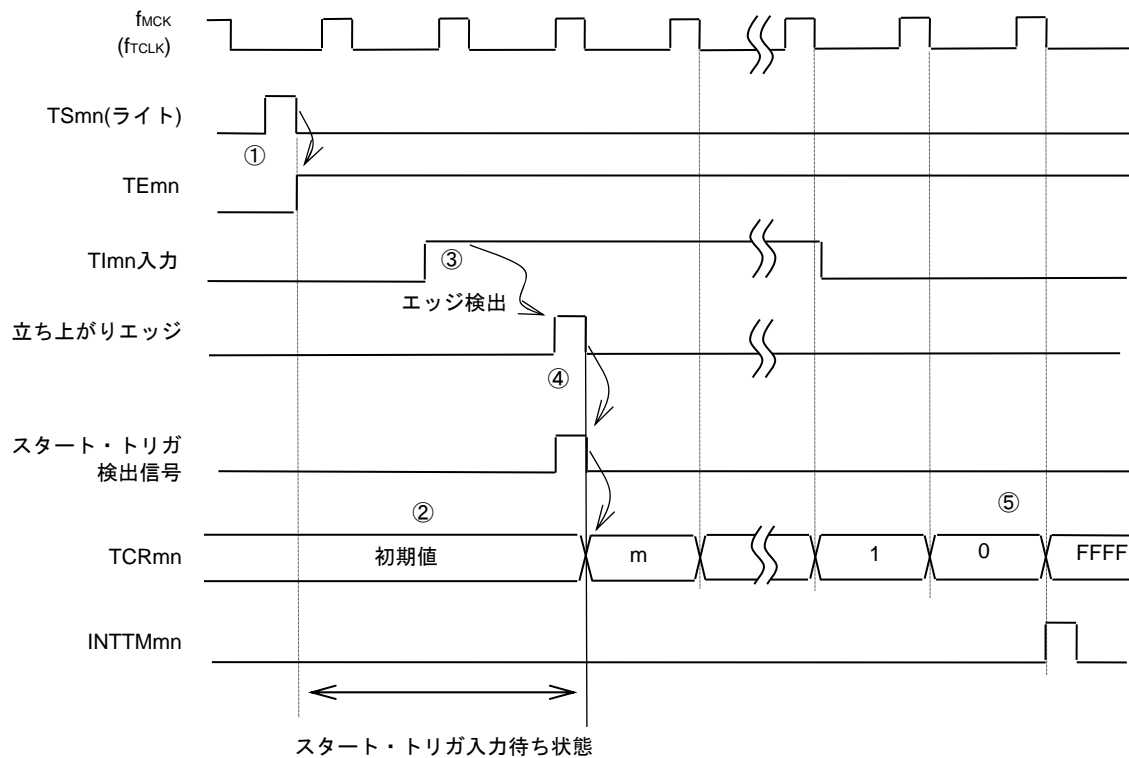 fMCK
(fTCLK)
TSmn(ライト)
①
TEmn
TImn入力
③
エッジ検出
立ち上がりエッジ
④
スタート・トリガ
検出信号
②
⑤
TCRmn
初期値
m
1
0
FFFF
INTTMmn
スタート・トリガ入力待ち状態